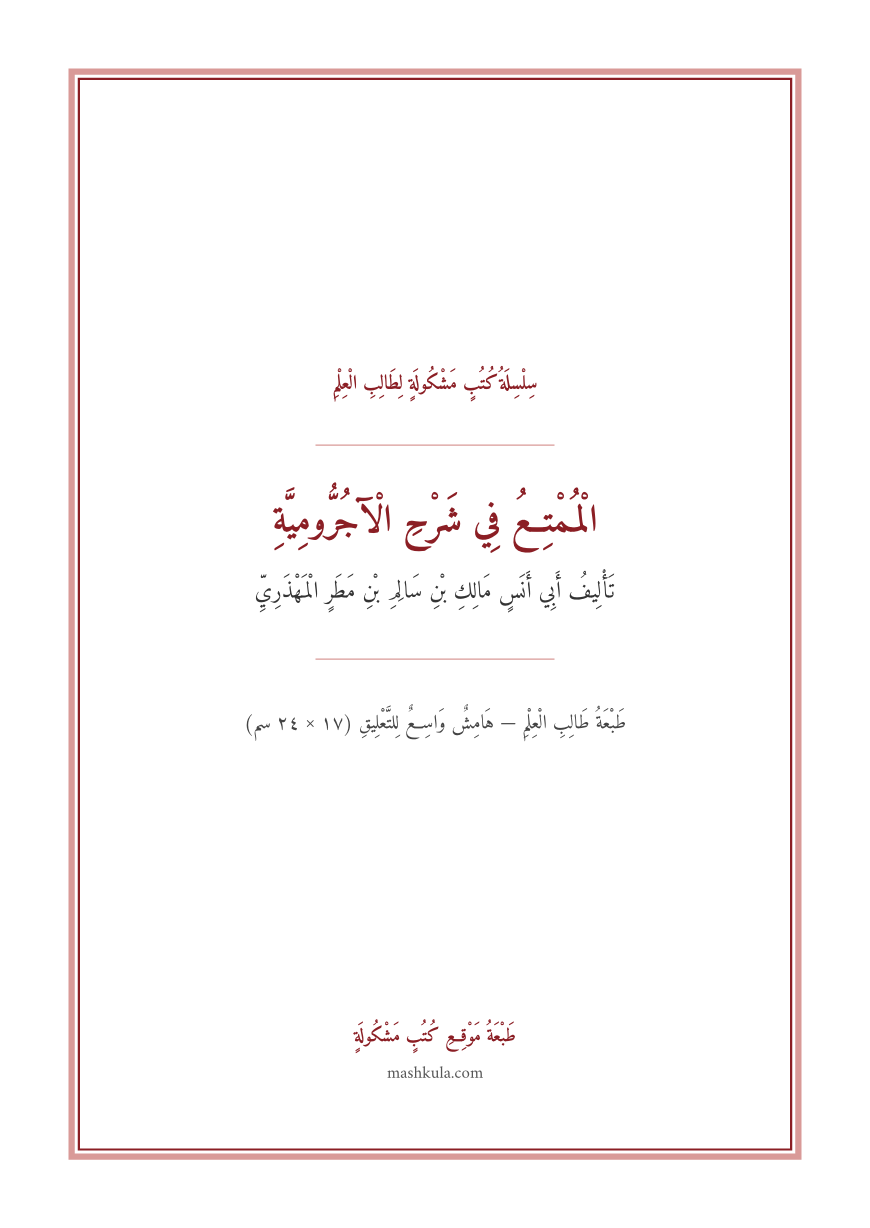 سِلْسِلَةُ كُتُبٍ مَشْكُولَةٍ لِطَالِبِ الْعِلْمِ
الْمُمْتِعُ فِي شَرْحِ الْآجُرُّومِيَّةِ
تَأْلِيفُ أَبِي أَنَسٍ مَالِكِ بْنِ سَالِمِ بْنِ مَطَرٍ الْمَهْذَرِيِّ
طَبْعَةُ طَالِبِ الْعِلْمِ — هَامِشٌ وَاسِعٌ لِلتَّعْلِيقِ (١٧ × ٢٤ سم)
طَبْعَةُ مَوْقِعِ كُتُبٍ مَشْكُولَةٍ
mashkula.com